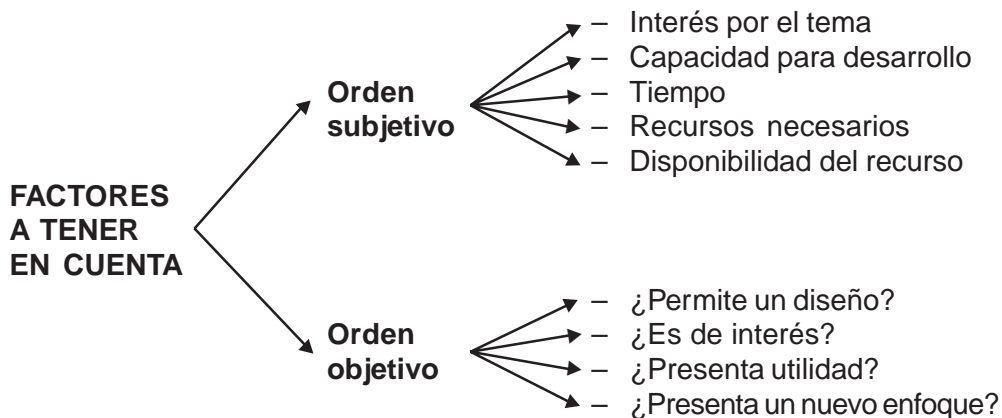 FACTORES
A TENER
EN CUENTA
Orden
subjetivo
– Interés por el tema
– Capacidad para desarrollo
– Tiempo
– Recursos necesarios
– Disponibilidad del recurso
Orden
objetivo
– ¿Permite un diseño?
– ¿Es de interés?
– ¿Presenta utilidad?
– ¿Presenta un nuevo enfoque?